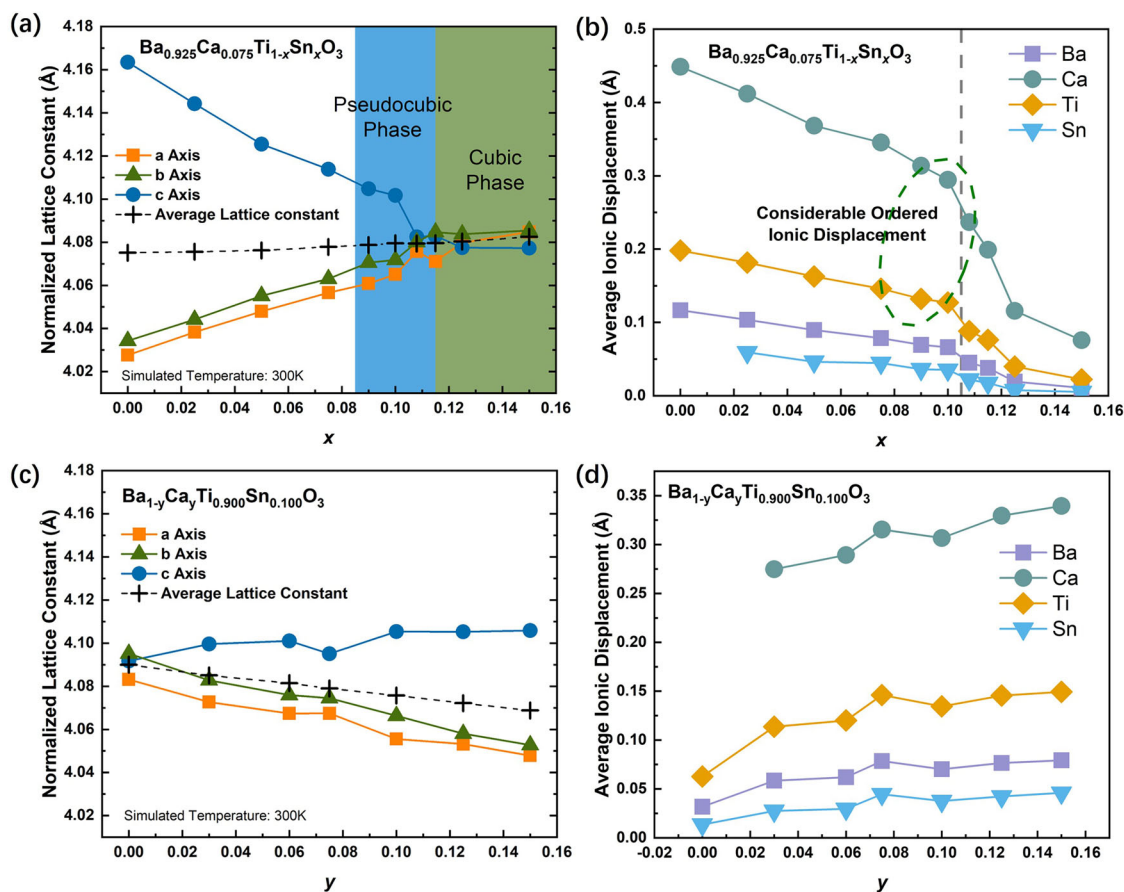 (a)
Ba0.925Ca0.075Ti1-xSnxO3
Pseudocubic
Phase
Cubic
Phase
a Axis
b Axis
c Axis
Average Lattice constant
Simulated Temperature: 300K
Normalized Lattice Constant (Å)
4.18
4.16
4.14
4.12
4.10
4.08
4.06
4.04
4.02
0.00 0.02 0.04 0.06 0.08 0.10 0.12 0.14 0.16
x
(b)
Ba0.925Ca0.075Ti1-xSnxO3
Ba
Ca
Ti
Sn
Considerable Ordered
Ionic Displacement
Average Ionic Displacement (Å)
0.5
0.4
0.3
0.2
0.1
0.0
0.00 0.02 0.04 0.06 0.08 0.10 0.12 0.14 0.16
x
(c)
Ba1-yCayTi0.900Sn0.100O3
a Axis
b Axis
c Axis
Average Lattice Constant
Simulated Temperature: 300K
Normalized Lattice Constant (Å)
4.18
4.16
4.14
4.12
4.10
4.08
4.06
4.04
4.02
0.00 0.02 0.04 0.06 0.08 0.10 0.12 0.14 0.16
y
(d)
Ba1-yCayTi0.900Sn0.100O3
Ba
Ca
Ti
Sn
Average Ionic Displacement (Å)
0.35
0.30
0.25
0.20
0.15
0.10
0.05
0.00
-0.02 0.00 0.02 0.04 0.06 0.08 0.10 0.12 0.14 0.16
y